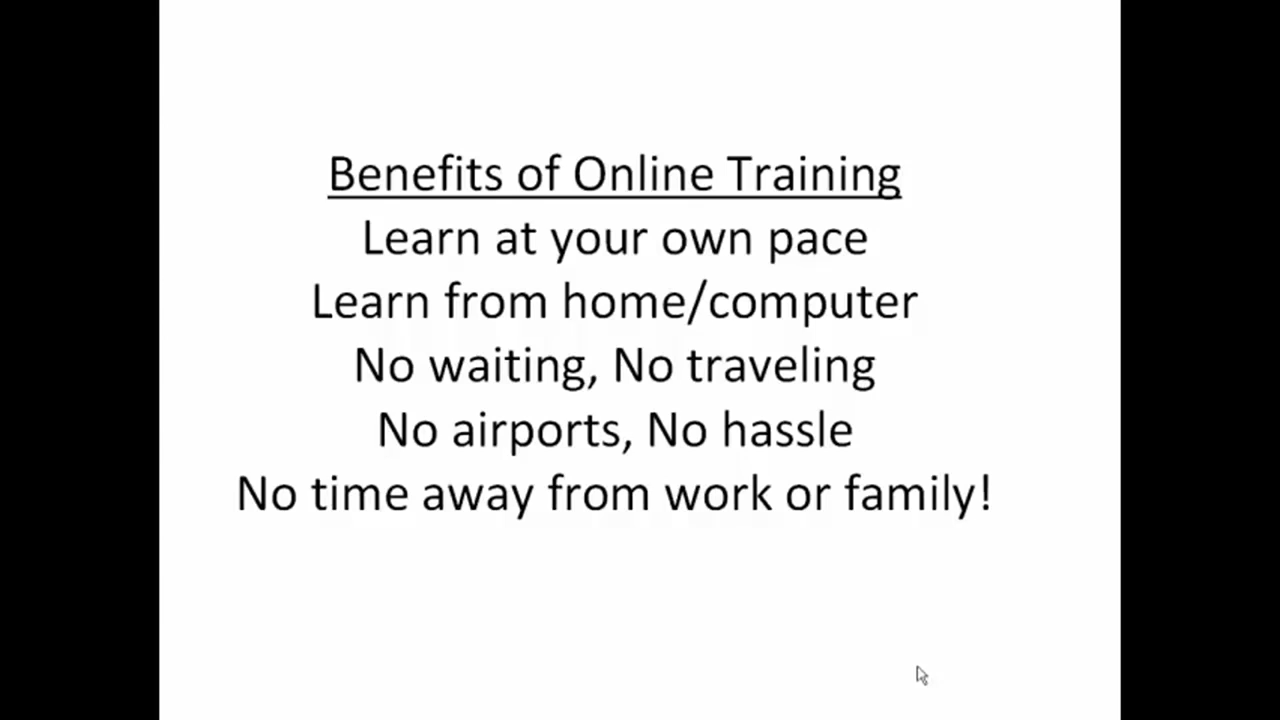 Benefits of Online Training
Learn at your own pace
Learn from home/computer
No waiting, No traveling
No airports, No hassle
No time away from work or family!